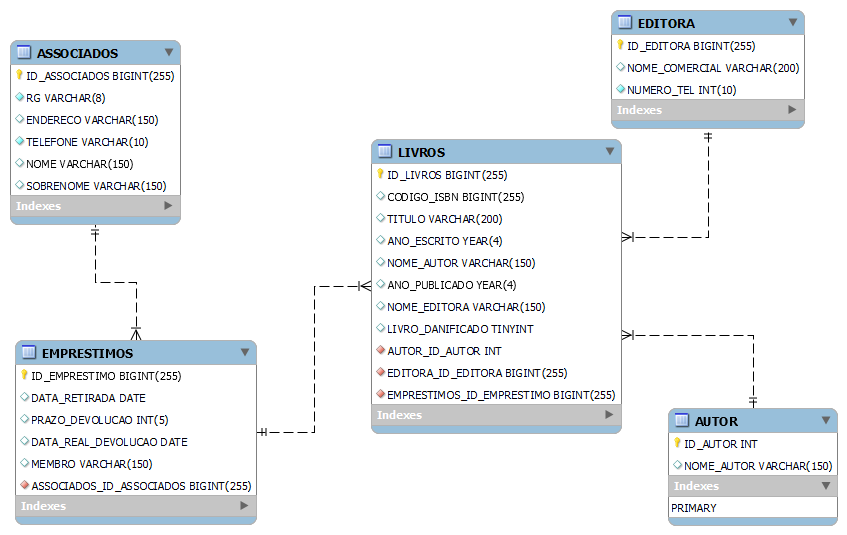 ASSOCIADOS
ID_ASSOCIADOS BIGINT(255)
RG VARCHAR(8)
ENDERECO VARCHAR(150)
TELEFONE VARCHAR(10)
NOME VARCHAR(150)
SOBRENOME VARCHAR(150)
Indexes
EDITORA
ID_EDITORA BIGINT(255)
NOME_COMERCIAL VARCHAR(200)
NUMERO_TEL INT(10)
Indexes
LIVROS
ID_LIVROS BIGINT(255)
CODIGO_ISBN BIGINT(255)
TITULO VARCHAR(200)
ANO_ESCRITO YEAR(4)
NOME_AUTOR VARCHAR(150)
ANO_PUBLICADO YEAR(4)
NOME_EDITORA VARCHAR(150)
LIVRO_DANIFICADO TINYINT
AUTOR_ID_AUTOR INT
EDITORA_ID_EDITORA BIGINT(255)
EMPRESTIMOS_ID_EMPRESTIMO BIGINT(255)
Indexes
EMPRESTIMOS
ID_EMPRESTIMO BIGINT(255)
DATA_RETIRADA DATE
PRAZO_DEVOLUCAO INT(5)
DATA_REAL_DEVOLUCAO DATE
MEMBRO VARCHAR(150)
ASSOCIADOS_ID_ASSOCIADOS BIGINT(255)
Indexes
AUTOR
ID_AUTOR INT
NOME_AUTOR VARCHAR(150)
Indexes
PRIMARY